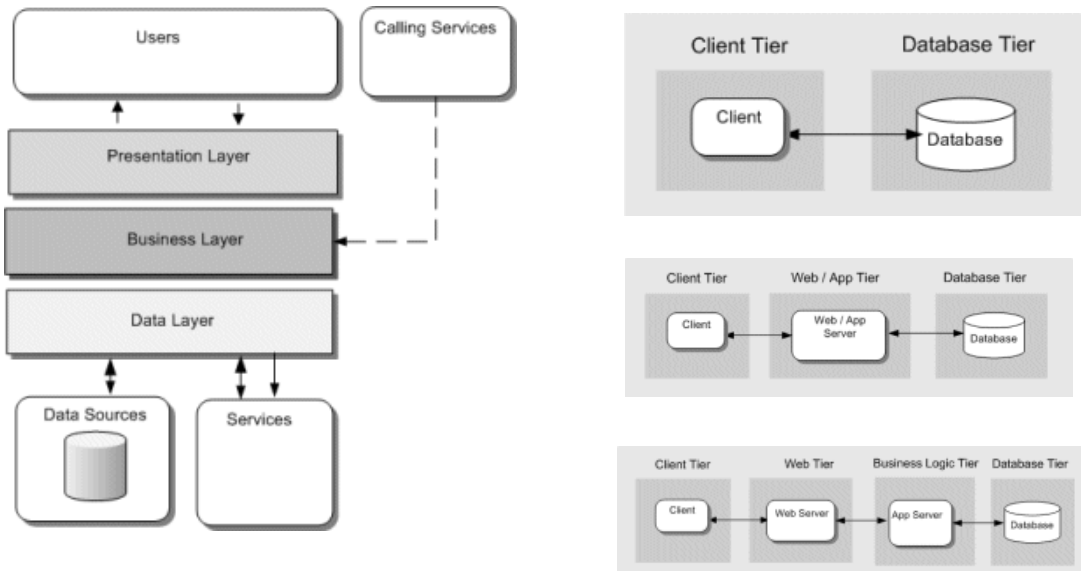 Users
Calling Services
Presentation Layer
Business Layer
Data Layer
Data Sources
Services
Client Tier
Database Tier
Client
Database
Client Tier
Web / App Tier
Database Tier
Client
Web / App
Server
Database
Client Tier
Web Tier
Business Logic Tier
Database Tier
Client
Web Server
App Server
Database